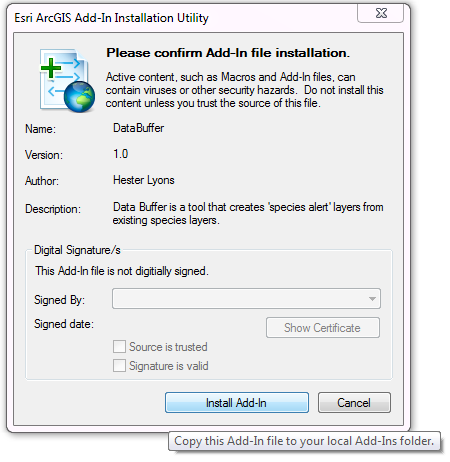 Esri ArcGIS Add-In Installation Utility
Please confirm Add-In file installation.
Active content, such as Macros and Add-In files, can
contain viruses or other security hazards. Do not install this
content unless you trust the source of this file.
Name: DataBuffer
Version: 1.0
Author: Hester Lyons
Description: Data Buffer is a tool that creates 'species alert' layers from
existing species layers.
Digital Signature/s
This Add-In file is not digitially signed.
Signed By:
Signed date: Show Certificate
Source is trusted
Signature is valid
Install Add-In Cancel
Copy this Add-In file to your local Add-Ins folder.